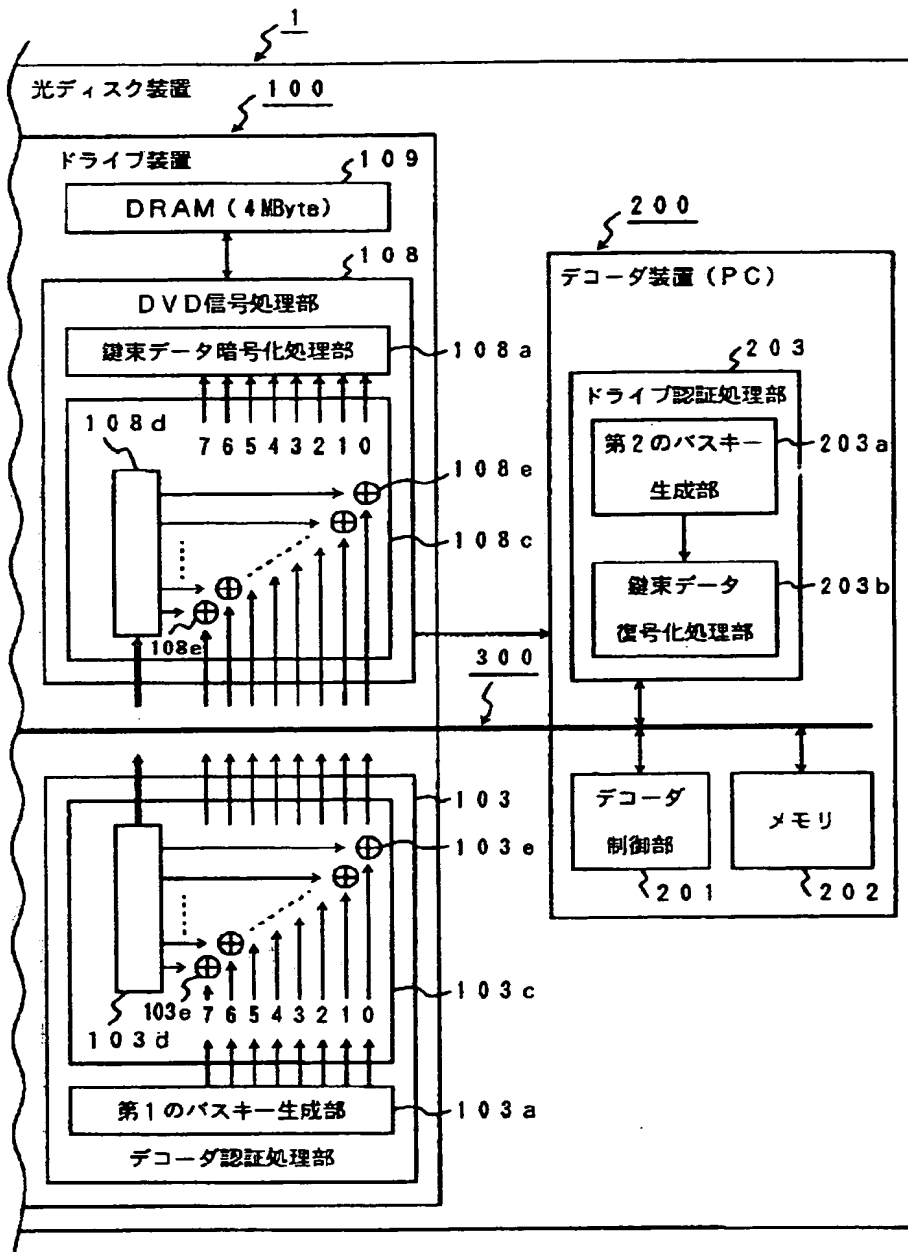 1
光ディスク装置
100
ドライブ装置
109
DRAM(4MByte)
108
DVD信号処理部
鍵束データ暗号化処理部
108a
7 6 5 4 3 2 1 0
108d
108e
108c
108e
200
デコーダ装置(PC)
203
ドライブ認証処理部
第2のバスキー
生成部
203a
鍵束データ
復号化処理部
203b
300
デコーダ
制御部
201
メモリ
202
103
103e
103c
103e
7 6 5 4 3 2 1 0
103d
第1のバスキー生成部
103a
デコーダ認証処理部